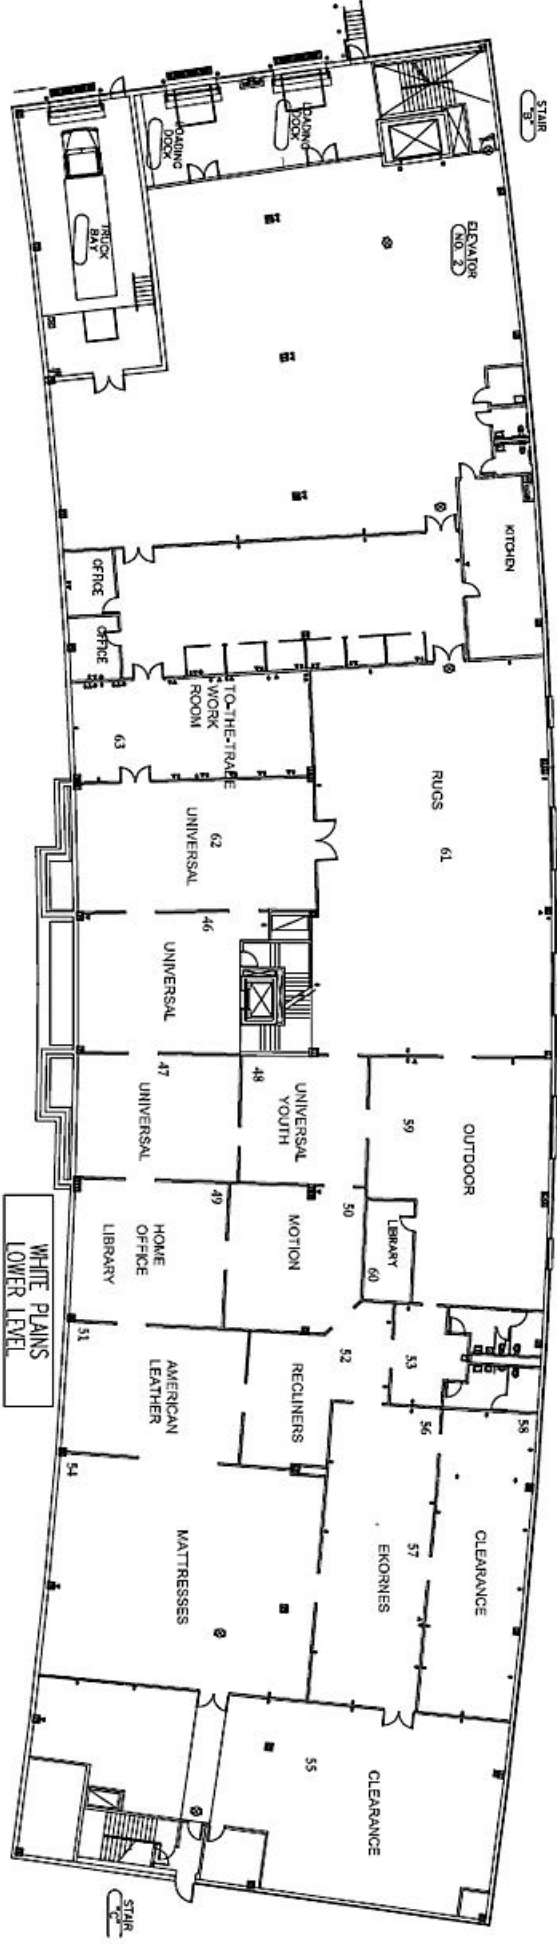 STAIR
"B"
LOADING
DOCK
LOADING
DOCK
TRUCK
BAY
ELEVATOR
NO. 2
KITCHEN
OFFICE
OFFICE
TO-THE-TRADE
WORK
ROOM
63
RUGS
61
62
UNIVERSAL
46
UNIVERSAL
47
UNIVERSAL
48
UNIVERSAL
YOUTH
59
OUTDOOR
49
HOME
OFFICE
LIBRARY
50
MOTION
LIBRARY
60
51
AMERICAN
LEATHER
52
RECLINERS
53
54
MATTRESSES
56
57
EKORNES
58
CLEARANCE
55
CLEARANCE
STAIR
"C"
WHITE PLAINS
LOWER LEVEL